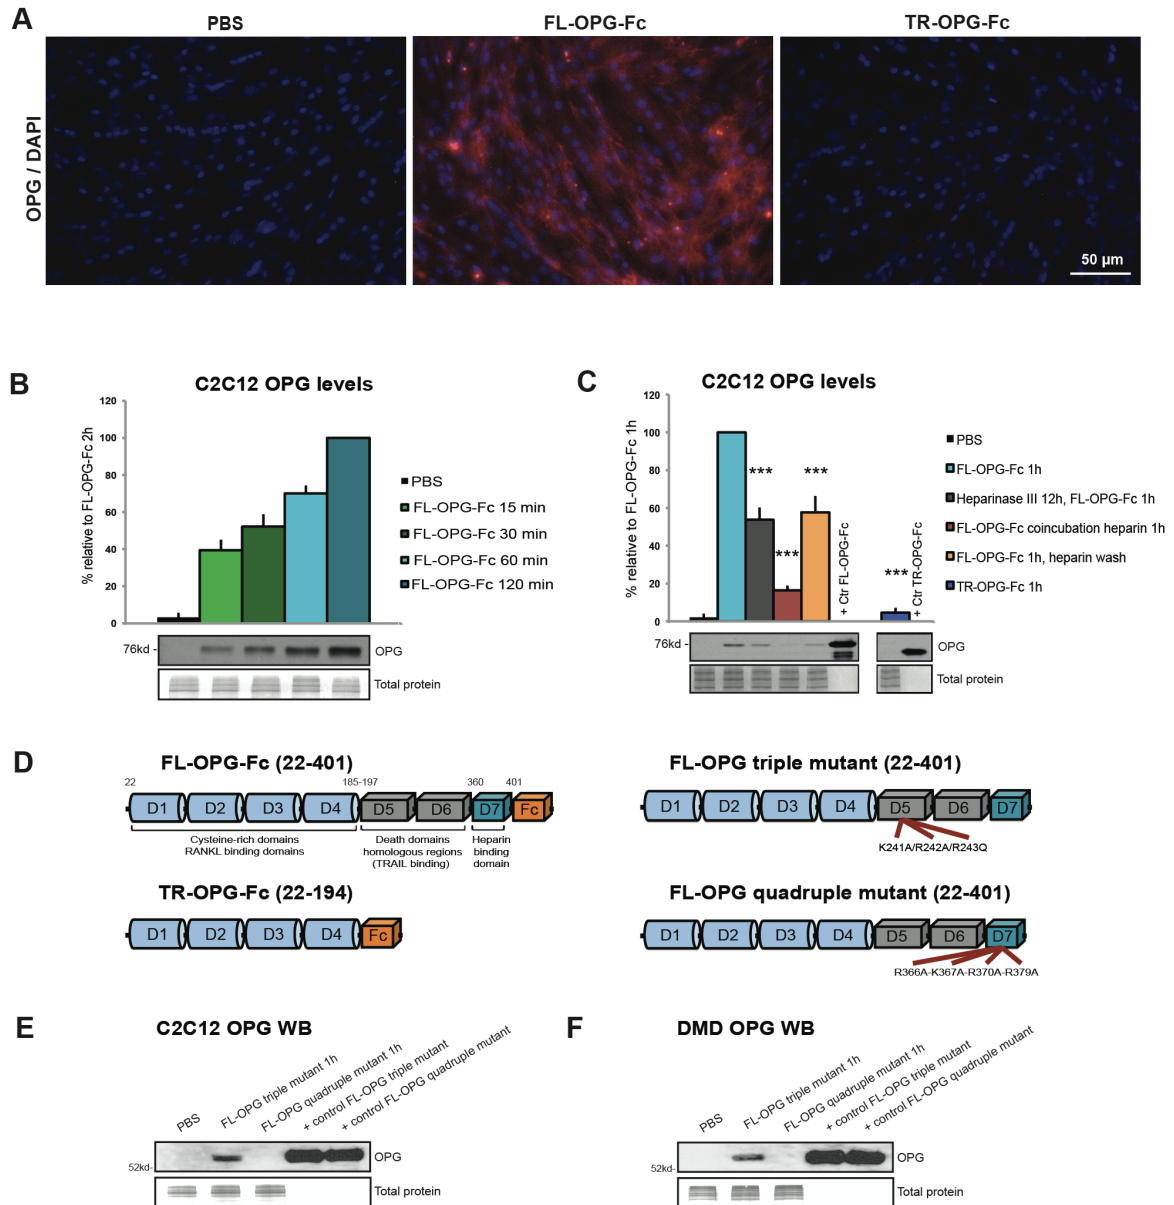 A
PBS
FL-OPG-Fc
TR-OPG-Fc
OPG / DAPI
50 µm
B
C2C12 OPG levels
% relative to FL-OPG-Fc 2h
120
100
80
60
40
20
0
PBS
FL-OPG-Fc 15 min
FL-OPG-Fc 30 min
FL-OPG-Fc 60 min
FL-OPG-Fc 120 min
76kd -
OPG
Total protein
C
C2C12 OPG levels
% relative to FL-OPG-Fc 1h
120
100
80
60
40
20
0
***
***
***
***
+ Ctr FL-OPG-Fc
+ Ctr TR-OPG-Fc
PBS
FL-OPG-Fc 1h
Heparinase III 12h, FL-OPG-Fc 1h
FL-OPG-Fc coincubation heparin 1h
FL-OPG-Fc 1h, heparin wash
TR-OPG-Fc 1h
76kd -
OPG
Total protein
D
FL-OPG-Fc (22-401)
22
185-197
360
401
D1 D2 D3 D4 D5 D6 D7 Fc
Cysteine-rich domains
RANKL binding domains
Death domains
homologous regions
(TRAIL binding)
Heparin
binding
domain
TR-OPG-Fc (22-194)
D1 D2 D3 D4 Fc
FL-OPG triple mutant (22-401)
D1 D2 D3 D4 D5 D6 D7
K241A/R242A/R243Q
FL-OPG quadruple mutant (22-401)
D1 D2 D3 D4 D5 D6 D7
R366A-K367A-R370A-R379A
E
C2C12 OPG WB
PBS
FL-OPG triple mutant 1h
FL-OPG quadruple mutant 1h
+ control FL-OPG triple mutant
+ control FL-OPG quadruple mutant
52kd-
OPG
Total protein
F
DMD OPG WB
PBS
FL-OPG triple mutant 1h
FL-OPG quadruple mutant 1h
+ control FL-OPG triple mutant
+ control FL-OPG quadruple mutant
52kd-
OPG
Total protein